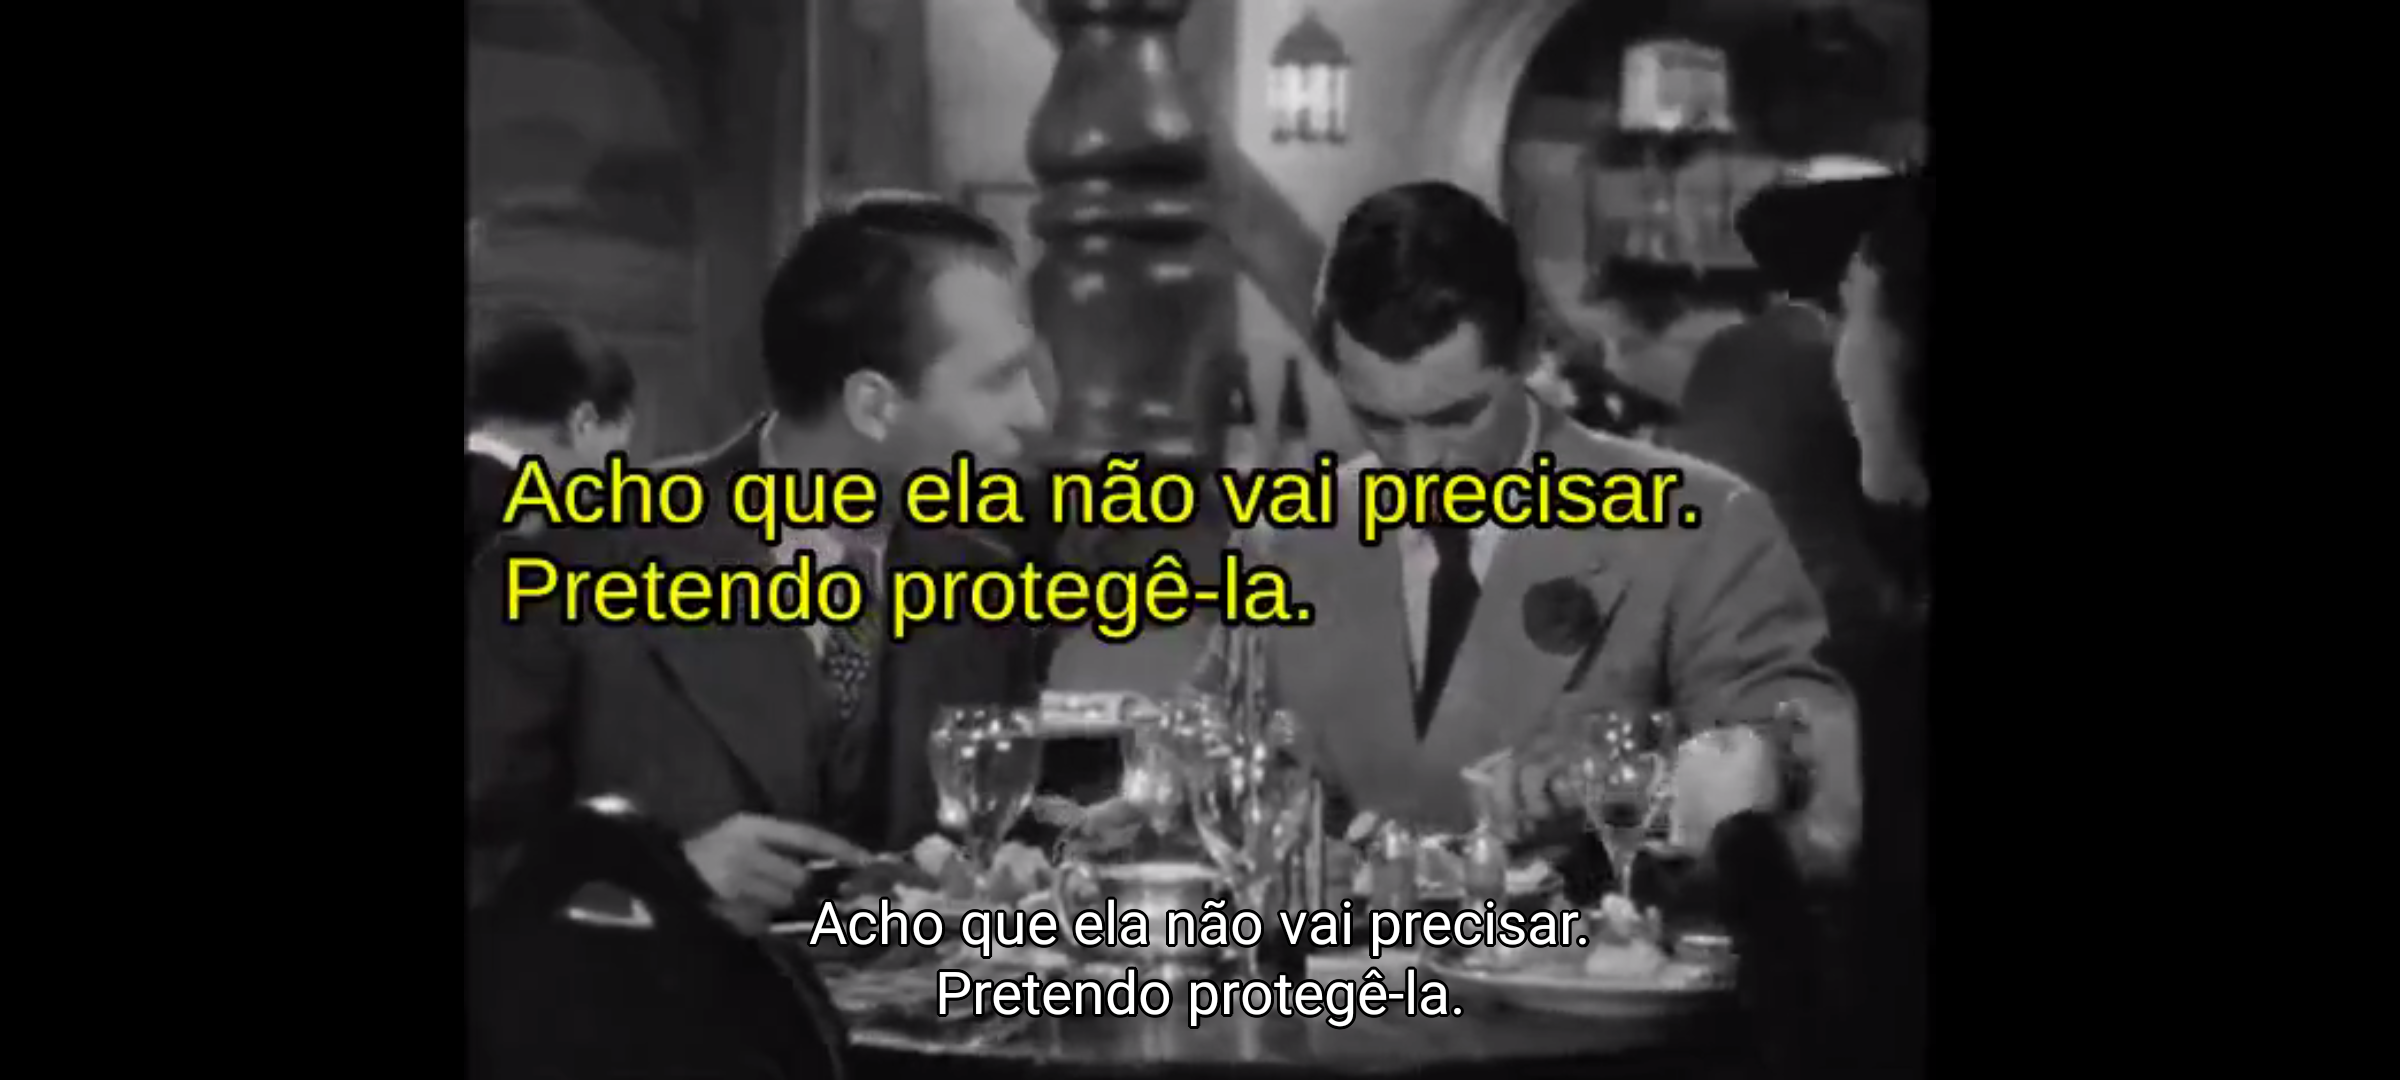 Acho que ela não vai precisar.
Pretendo protegê-la.
Acho que ela não vai precisar.
Pretendo protegê-la.